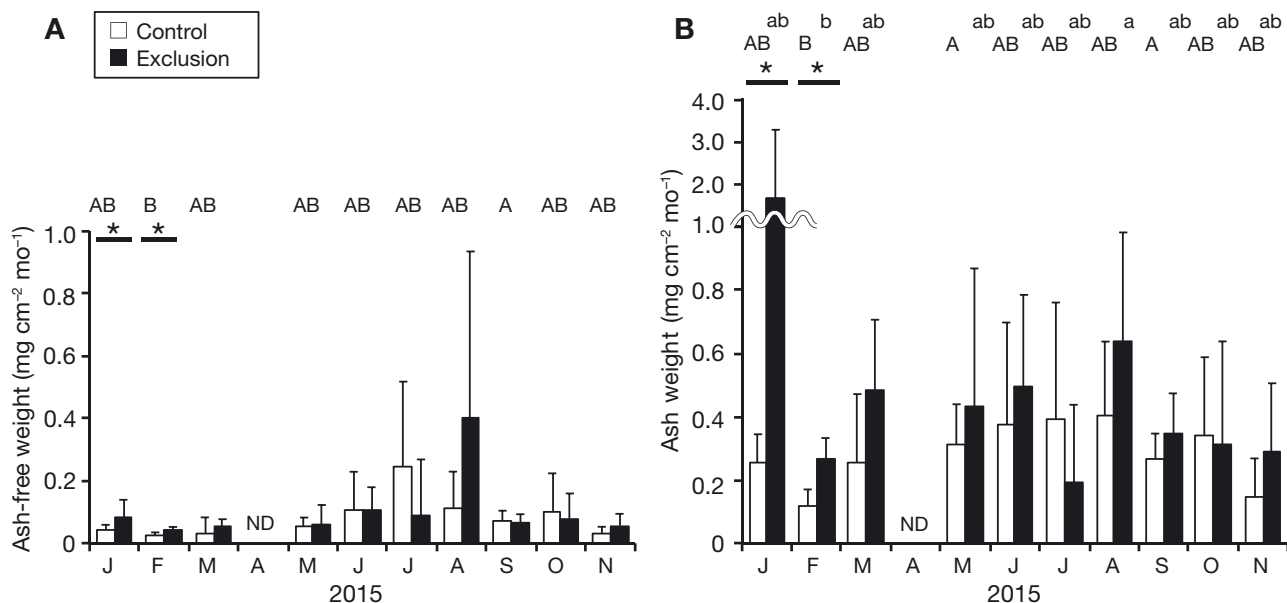 A
Control
Exclusion
AB B AB AB AB AB AB A AB AB
* *
1.0
0.8
0.6
0.4
0.2
0
Ash-free weight (mg cm⁻² mo⁻¹)
ND
J F M A M J J A S O N
2015
B
ab b ab ab ab ab a ab ab ab
AB B AB A AB AB AB A AB AB
* *
4.0
3.0
2.0
1.0
0.8
0.6
0.4
0.2
0
Ash weight (mg cm⁻² mo⁻¹)
ND
J F M A M J J A S O N
2015